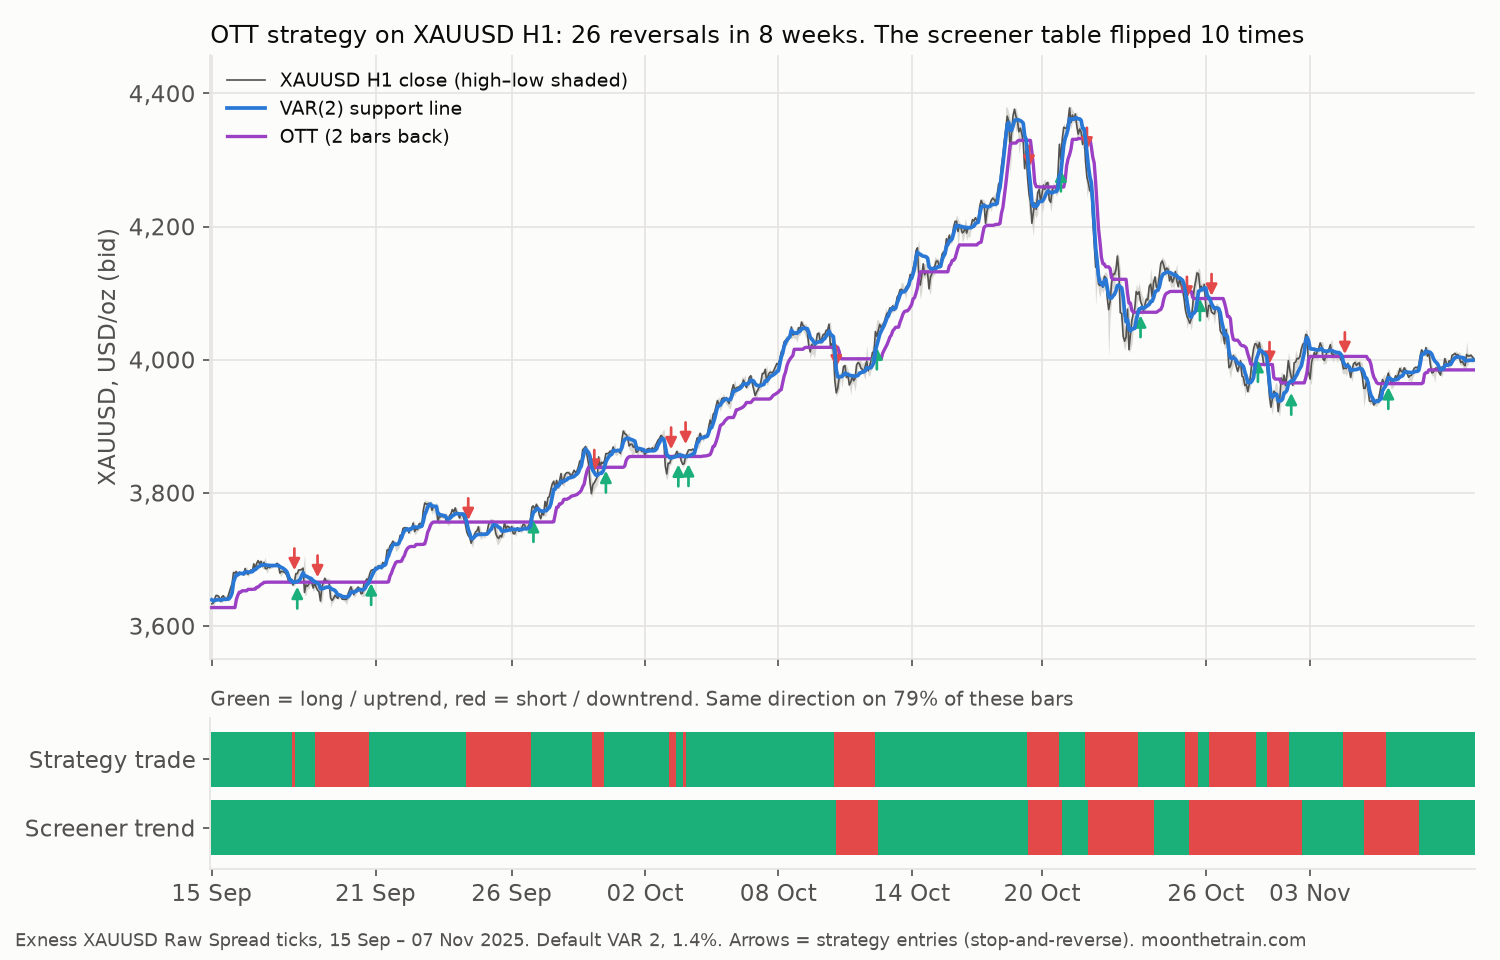 OTT strategy on XAUUSD H1: 26 reversals in 8 weeks. The screener table flipped 10 times
XAUUSD H1 close (high–low shaded)
VAR(2) support line
OTT (2 bars back)
XAUUSD, USD/oz (bid)
4,400
4,200
4,000
3,800
3,600
Green = long / uptrend, red = short / downtrend. Same direction on 79% of these bars
Strategy trade
Screener trend
15 Sep 21 Sep 26 Sep 02 Oct 08 Oct 14 Oct 20 Oct 26 Oct 03 Nov
Exness XAUUSD Raw Spread ticks, 15 Sep – 07 Nov 2025. Default VAR 2, 1.4%. Arrows = strategy entries (stop-and-reverse). moonthetrain.com